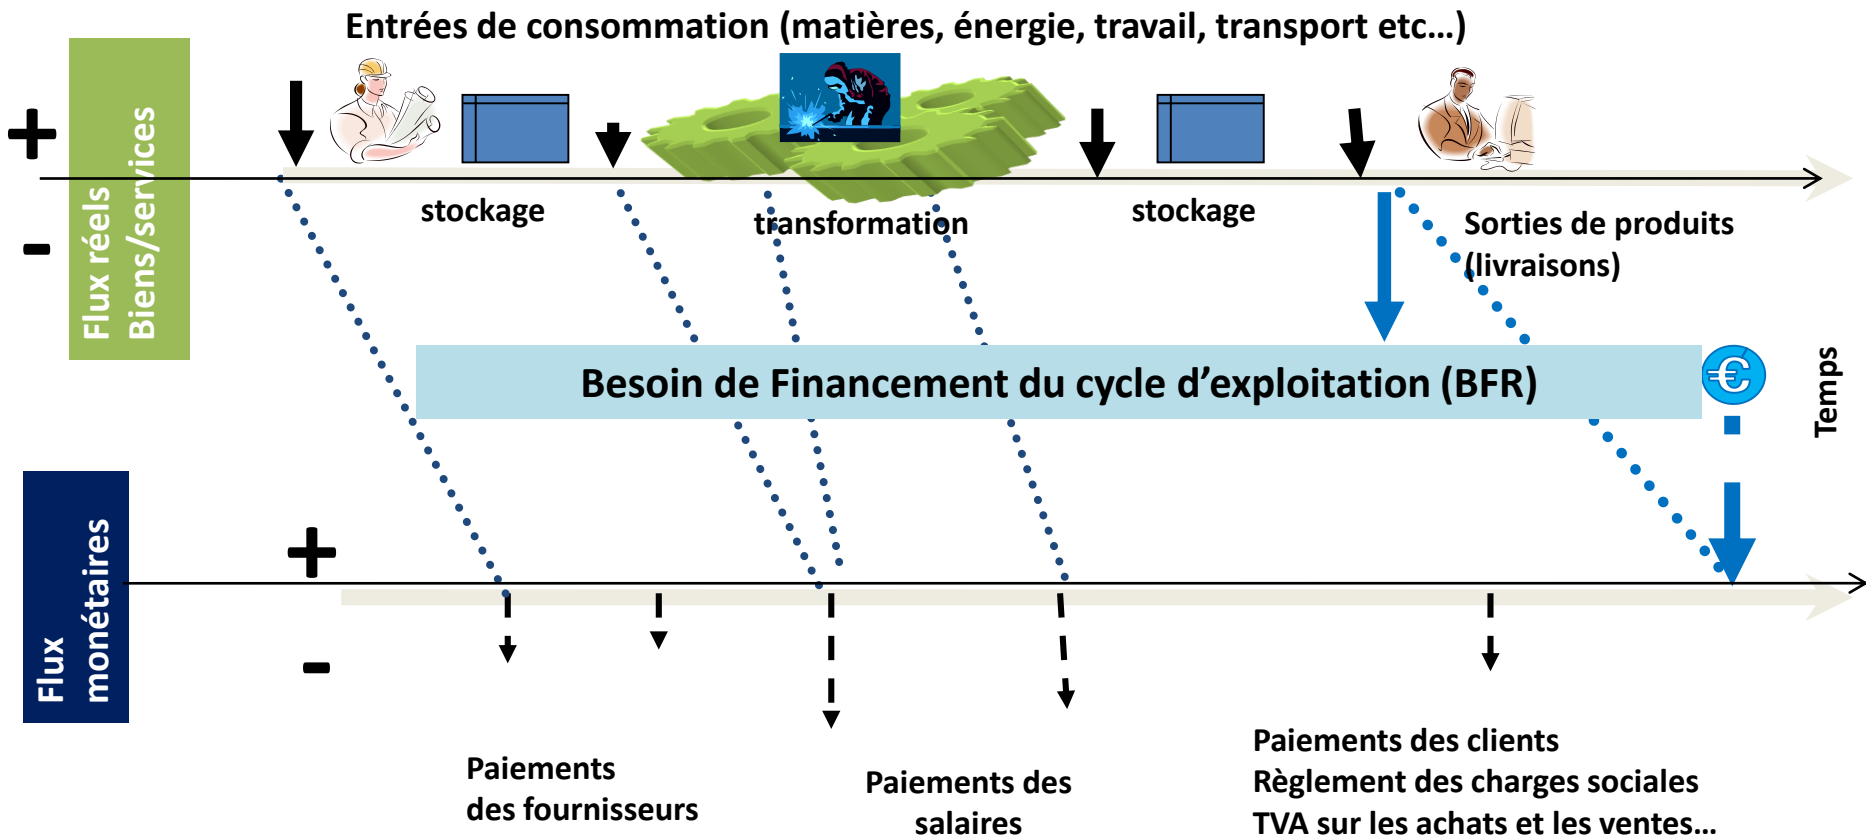 Entrées de consommation (matières, énergie, travail, transport etc…)
+
-
Flux réels
Biens/services
stockage
transformation
stockage
Sorties de produits
(livraisons)
Besoin de Financement du cycle d’exploitation (BFR)
€
Temps
Flux
monétaires
+
-
Paiements
des fournisseurs
Paiements des
salaires
Paiements des clients
Règlement des charges sociales
TVA sur les achats et les ventes…